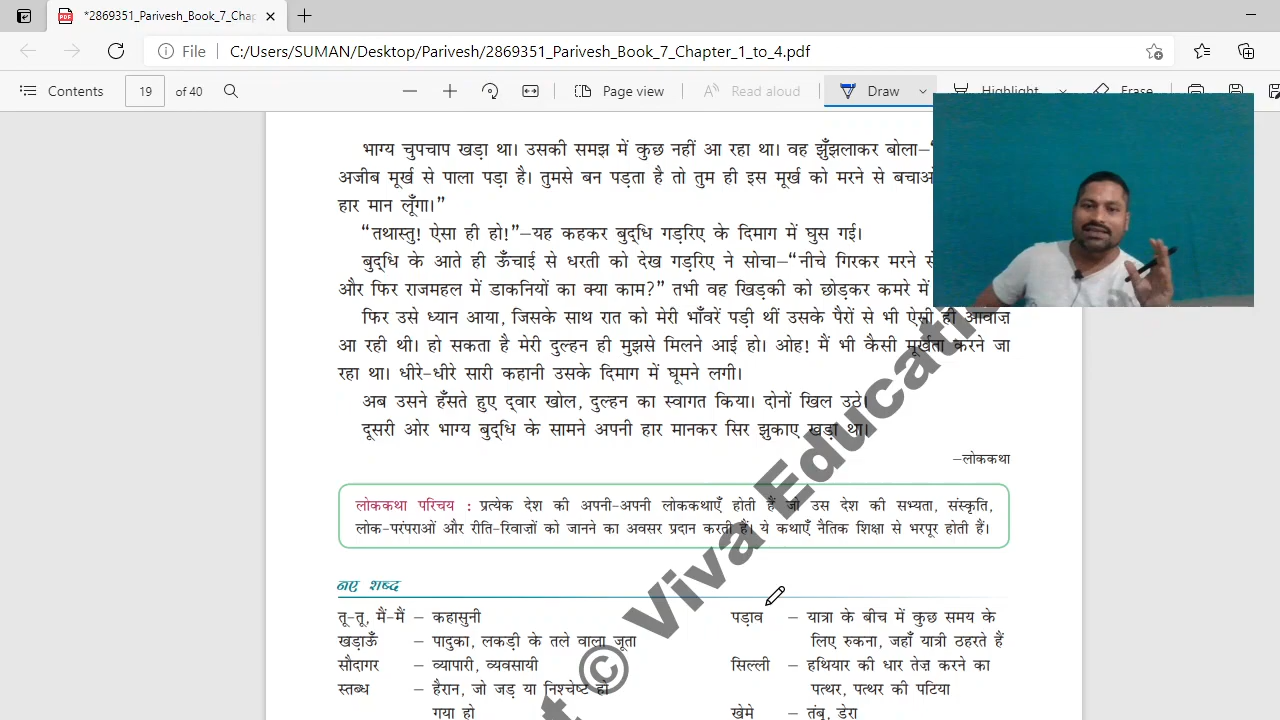 *2869351_Parivesh_Book_7_Chap
File
C:/Users/SUMAN/Desktop/Parivesh/2869351_Parivesh_Book_7_Chapter_1_to_4.pdf
Contents 19 of 40 Page view Read aloud Draw Highlight Erase
भाग्य चुपचाप खड़ा था। उसकी समझ में कुछ नहीं आ रहा था। वह झुँझलाकर बोला–“
अजीब मूर्ख से पाला पड़ा है। तुमसे बन पड़ता है तो तुम ही इस मूर्ख को मरने से बचाओ
हार मान लूँगा।”
“तथास्तु! ऐसा ही हो!”–यह कहकर बुद्धि गड़रिए के दिमाग में घुस गई।
बुद्धि के आते ही ऊँचाई से धरती को देख गड़रिए ने सोचा–“नीचे गिरकर मरने से
और फिर राजमहल में डाकनियों का क्या काम?” तभी वह खिड़की को छोड़कर कमरे में
फिर उसे ध्यान आया, जिसके साथ रात को मेरी भाँवरें पड़ी थीं उसके पैरों से भी ऐसी ही आवाज़
आ रही थी। हो सकता है मेरी दुल्हन ही मुझसे मिलने आई हो। ओह! मैं भी कैसी मूर्खता करने जा
रहा था। धीरे-धीरे सारी कहानी उसके दिमाग में घूमने लगी।
अब उसने हँसते हुए द्वार खोल, दुल्हन का स्वागत किया। दोनों खिल उठे।
दूसरी ओर भाग्य बुद्धि के सामने अपनी हार मानकर सिर झुकाए खड़ा था।
–लोककथा
लोककथा परिचय : प्रत्येक देश की अपनी-अपनी लोककथाएँ होती हैं जो उस देश की सभ्यता, संस्कृति,
लोक-परंपराओं और रीति-रिवाज़ों को जानने का अवसर प्रदान करती हैं। ये कथाएँ नैतिक शिक्षा से भरपूर होती हैं।
नए शब्द
तू-तू, मैं-मैं – कहासुनी
खड़ाऊँ – पादुका, लकड़ी के तले वाला जूता
सौदागर – व्यापारी, व्यवसायी
स्तब्ध – हैरान, जो जड़ या निश्चेष्ट हो
गया हो
पड़ाव – यात्रा के बीच में कुछ समय के
लिए रुकना, जहाँ यात्री ठहरते हैं
सिल्ली – हथियार की धार तेज़ करने का
पत्थर, पत्थर की पटिया
खेमे – तंबू, डेरा
© Viva Educati